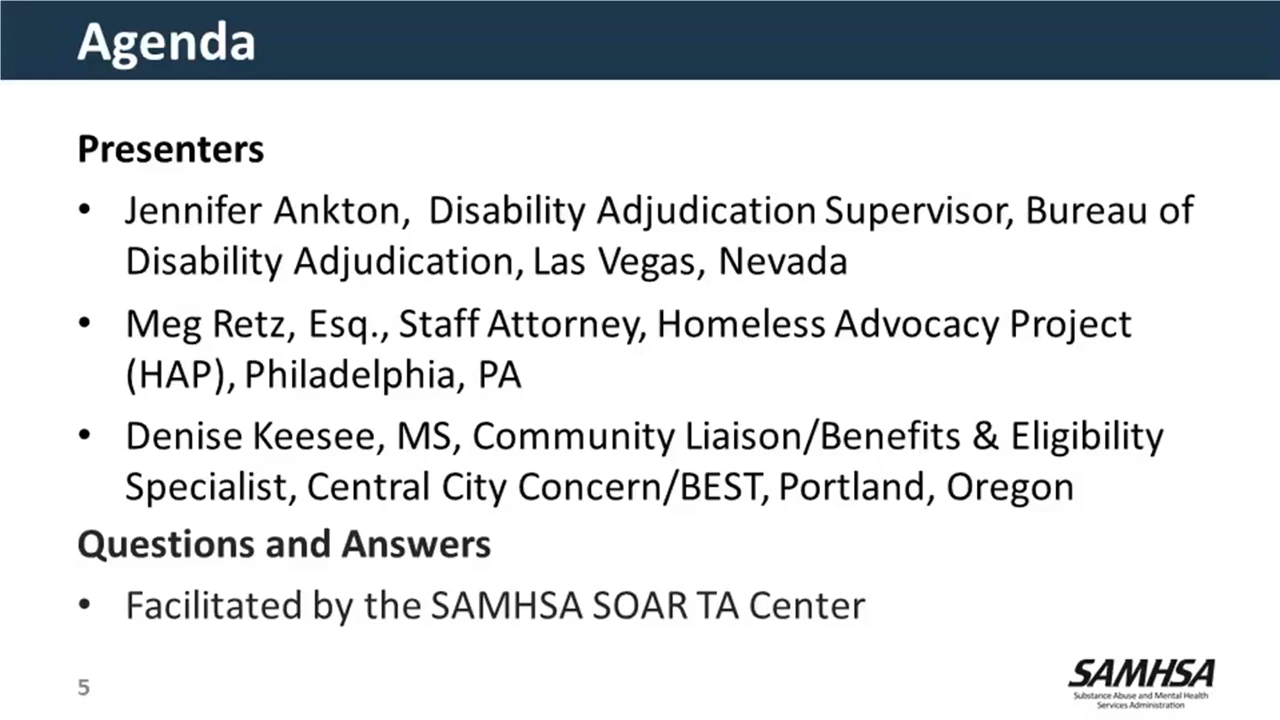 Agenda
Presenters
• Jennifer Ankton, Disability Adjudication Supervisor, Bureau of
Disability Adjudication, Las Vegas, Nevada
• Meg Retz, Esq., Staff Attorney, Homeless Advocacy Project
(HAP), Philadelphia, PA
• Denise Keesee, MS, Community Liaison/Benefits & Eligibility
Specialist, Central City Concern/BEST, Portland, Oregon
Questions and Answers
• Facilitated by the SAMHSA SOAR TA Center
5
SAMHSA
Substance Abuse and Mental Health
Services Administration